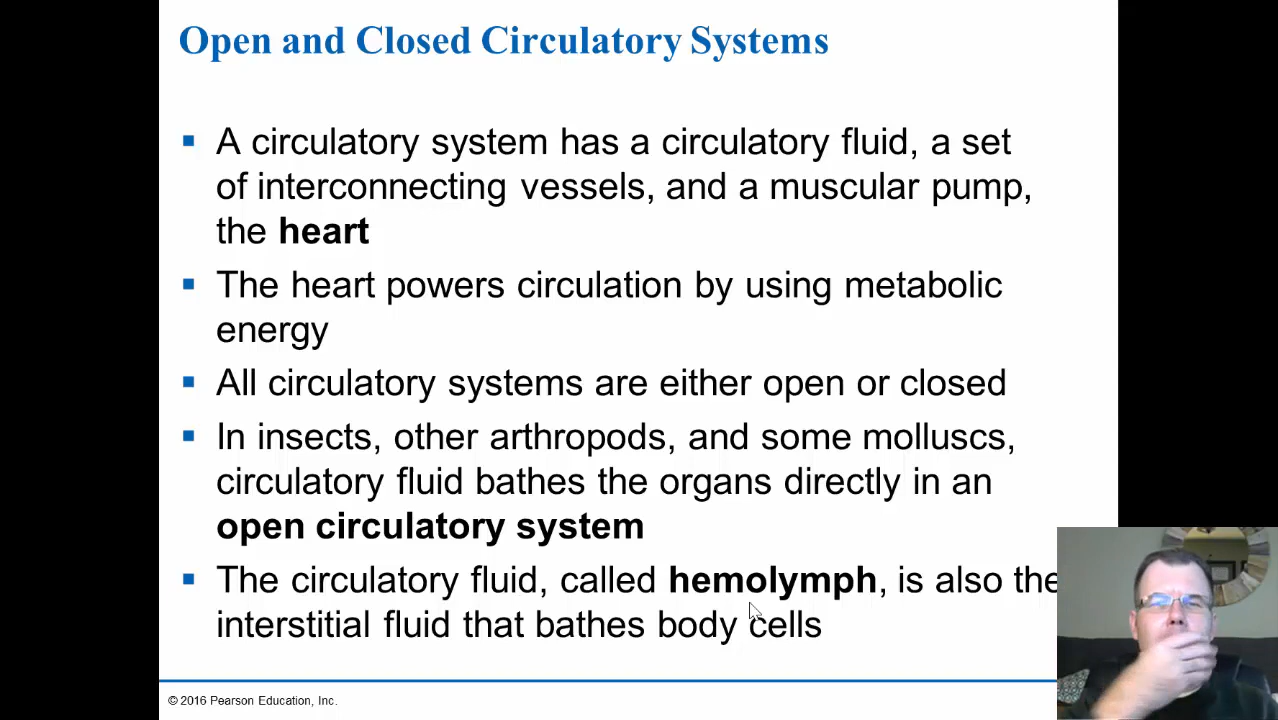 Open and Closed Circulatory Systems
▪ A circulatory system has a circulatory fluid, a set
of interconnecting vessels, and a muscular pump,
the heart
▪ The heart powers circulation by using metabolic
energy
▪ All circulatory systems are either open or closed
▪ In insects, other arthropods, and some molluscs,
circulatory fluid bathes the organs directly in an
open circulatory system
▪ The circulatory fluid, called hemolymph, is also the
interstitial fluid that bathes body cells
© 2016 Pearson Education, Inc.